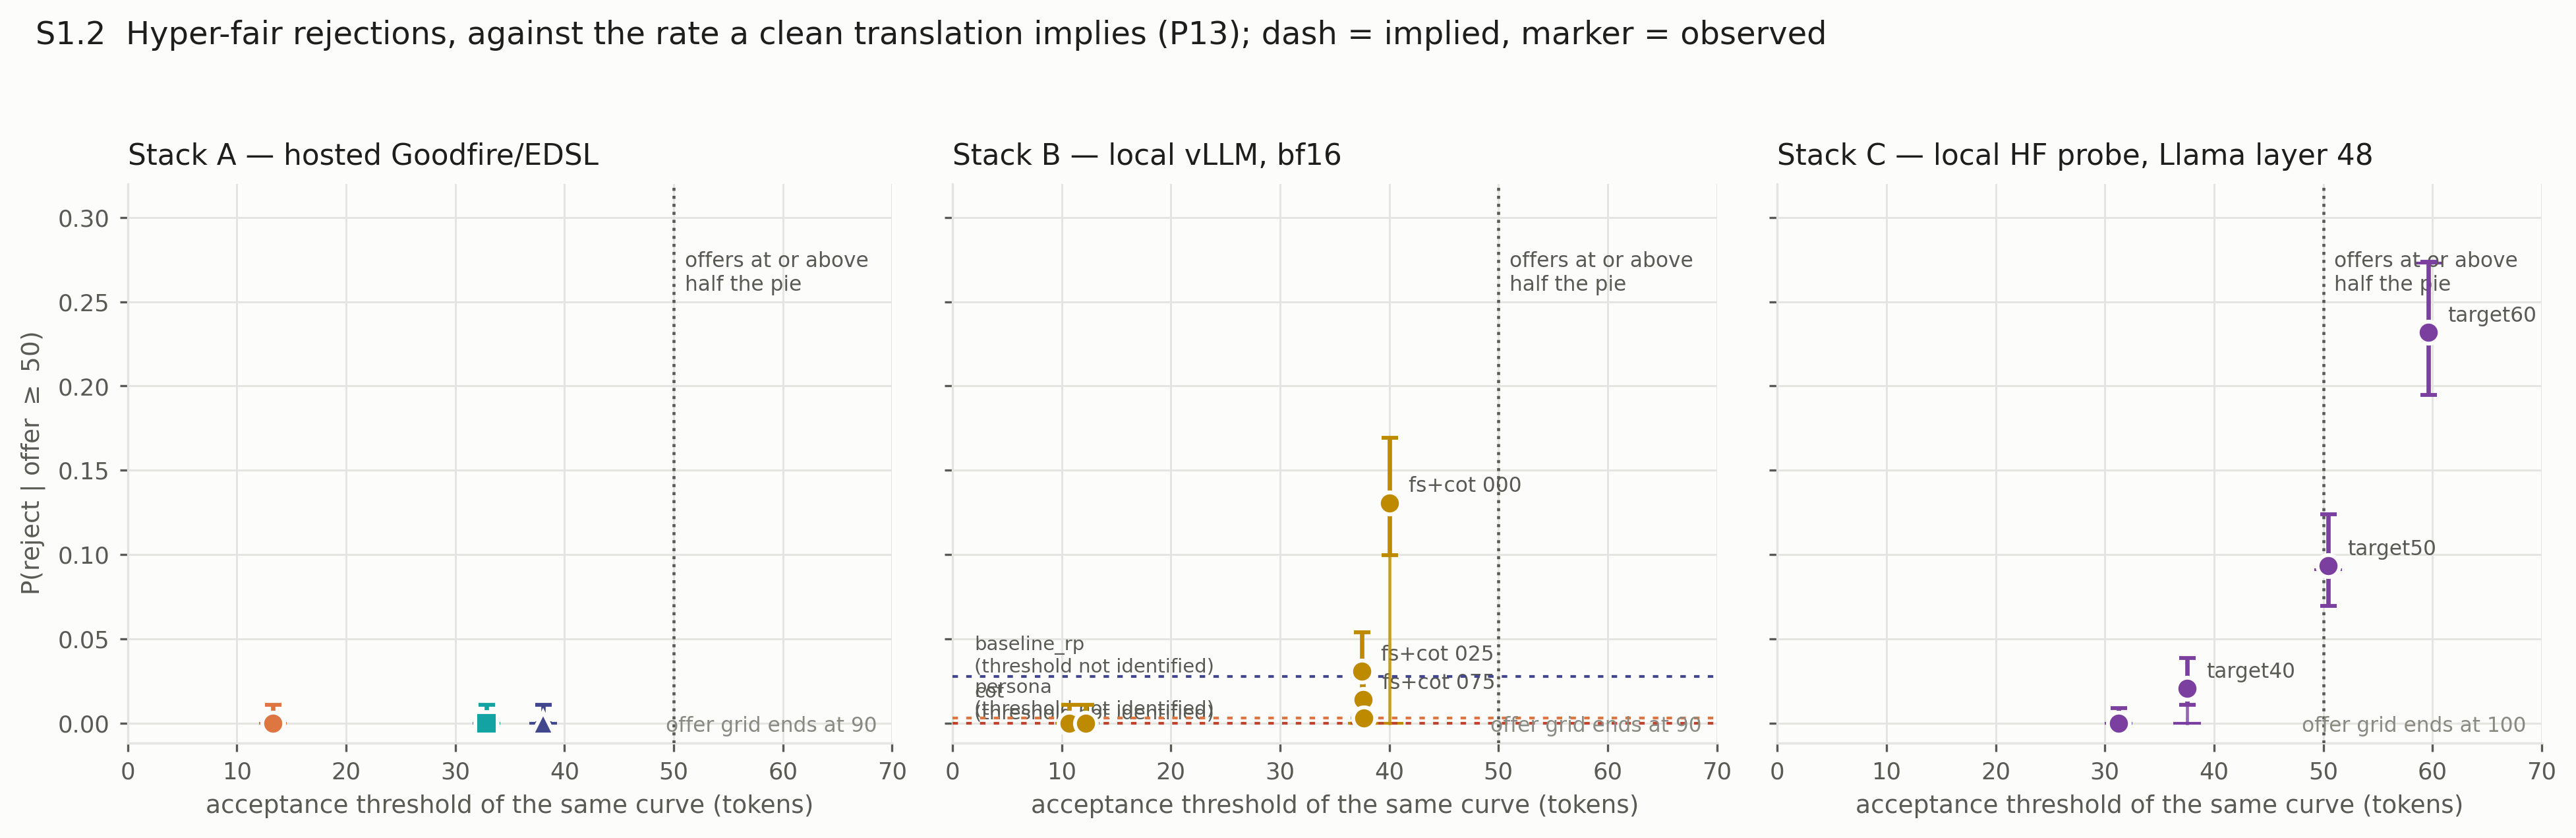 S1.2  Hyper-fair rejections, against the rate a clean translation implies (P13); dash = implied, marker = observed
Stack A — hosted Goodfire/EDSL
Stack B — local vLLM, bf16
Stack C — local HF probe, Llama layer 48
P(reject | offer ≥ 50)
0.30
0.25
0.20
0.15
0.10
0.05
0.00
offers at or above
half the pie
offer grid ends at 90
0 10 20 30 40 50 60 70
acceptance threshold of the same curve (tokens)
offers at or above
half the pie
fs+cot 000
baseline_rp
(threshold not identified)
fs+cot 025
fs+cot 075
persona
(threshold not identified)
cot
(threshold not identified)
offer grid ends at 90
0 10 20 30 40 50 60 70
acceptance threshold of the same curve (tokens)
offers at or above
half the pie
target60
target50
target40
offer grid ends at 100
0 10 20 30 40 50 60 70
acceptance threshold of the same curve (tokens)